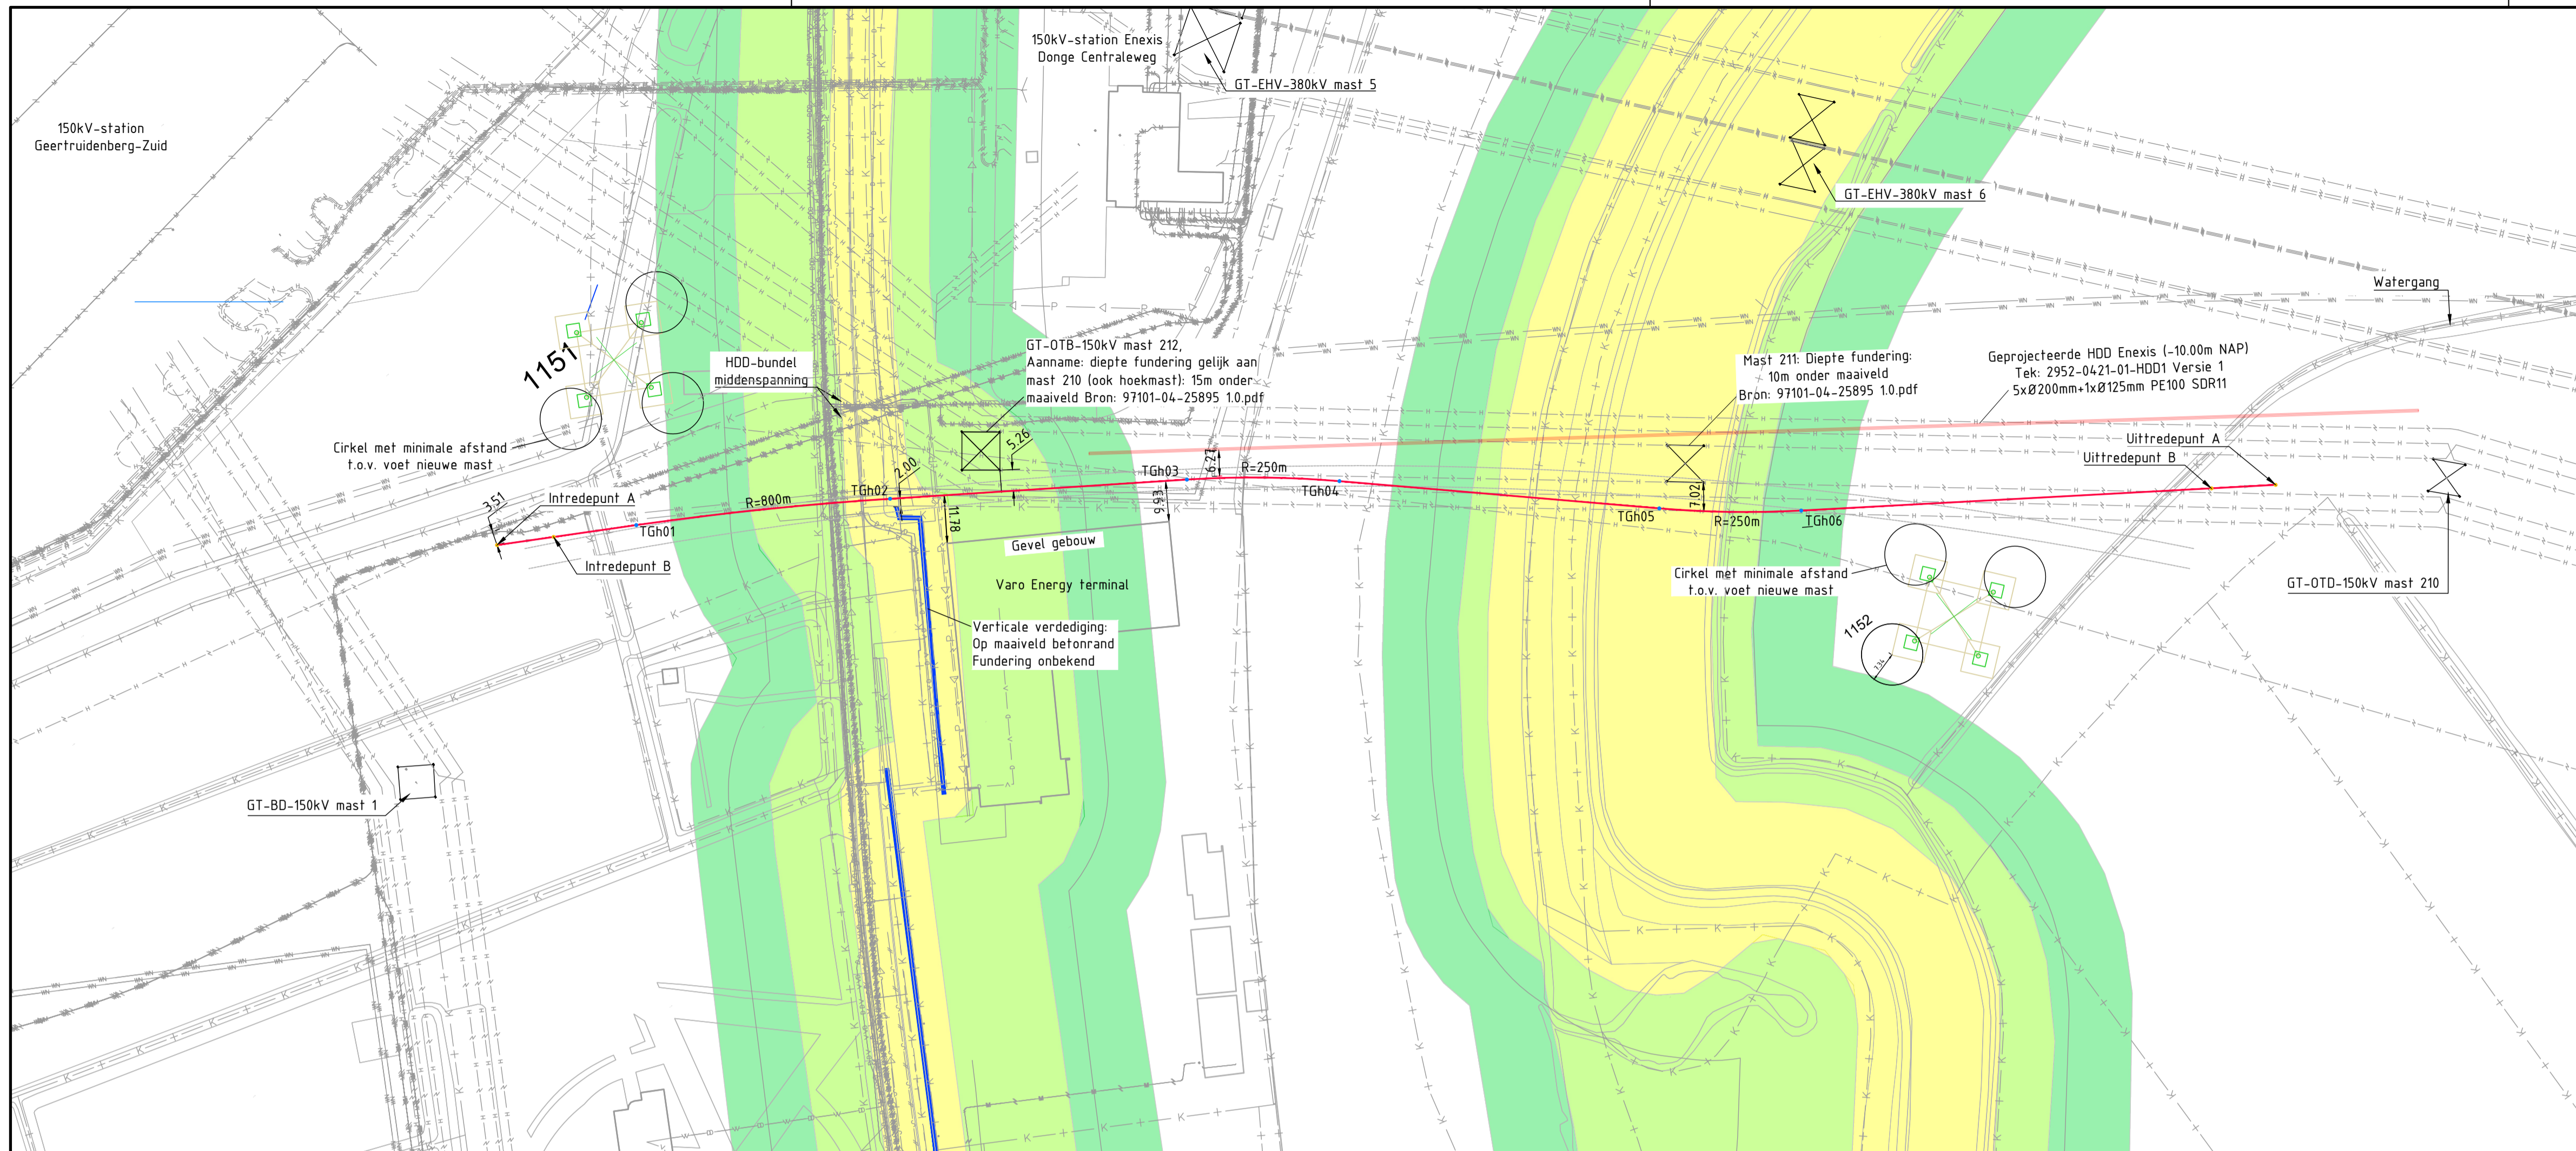 150kV-station Enexis
Donge Centraleweg
GT-EHV-380kV mast 5
150kV-station
Geertruidenberg-Zuid
GT-EHV-380kV mast 6
Watergang
1151
HDD-bundel
middenspanning
GT-OTB-150kV mast 212,
Aanname: diepte fundering gelijk aan
mast 210 (ook hoekmast): 15m onder
maaiveld Bron: 97101-04-25895 1.0.pdf
Mast 211: Diepte fundering:
10m onder maaiveld
Bron: 97101-04-25895 1.0.pdf
Geprojecteerde HDD Enexis (-10.00m NAP)
Tek: 2952-0421-01-HDD1 Versie 1
5xØ200mm+1xØ125mm PE100 SDR11
Cirkel met minimale afstand
t.o.v. voet nieuwe mast
5.26
2.00
6.27
Uittredepunt A
Uittredepunt B
TGh03
R=250m
TGh04
3.51
Intredepunt A
R=800m
TGh02
9.63
7.02
TGh01
11.78
TGh05
R=250m
TGh06
Intredepunt B
Gevel gebouw
Varo Energy terminal
Cirkel met minimale afstand
t.o.v. voet nieuwe mast
GT-OTD-150kV mast 210
1152
7.34
Verticale verdediging:
Op maaiveld betonrand
Fundering onbekend
GT-BD-150kV mast 1